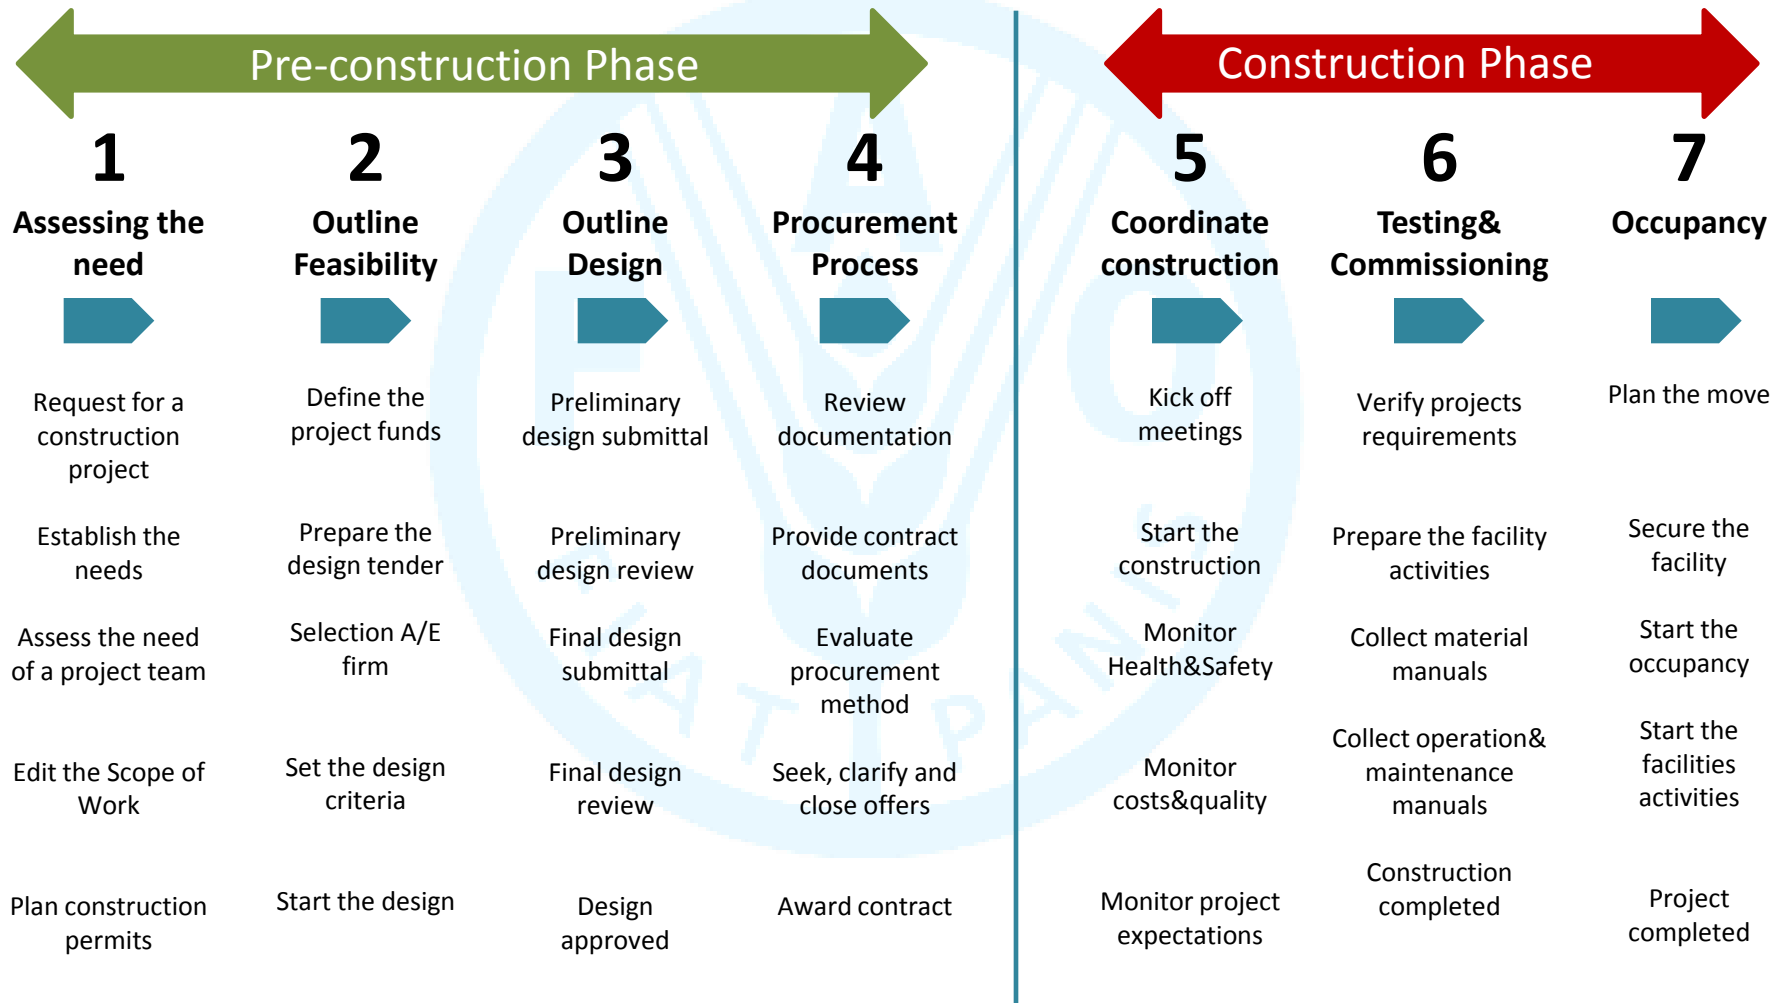 Pre-construction Phase
Construction Phase
1
Assessing the
need
Request for a
construction
project
Establish the
needs
Assess the need
of a project team
Edit the Scope of
Work
Plan construction
permits
2
Outline
Feasibility
Define the
project funds
Prepare the
design tender
Selection A/E
firm
Set the design
criteria
Start the design
3
Outline
Design
Preliminary
design submittal
Preliminary
design review
Final design
submittal
Final design
review
Design
approved
4
Procurement
Process
Review
documentation
Provide contract
documents
Evaluate
procurement
method
Seek, clarify and
close offers
Award contract
5
Coordinate
construction
Kick off
meetings
Start the
construction
Monitor
Health&Safety
Monitor
costs&quality
Monitor project
expectations
6
Testing&
Commissioning
Verify projects
requirements
Prepare the facility
activities
Collect material
manuals
Collect operation&
maintenance
manuals
Construction
completed
7
Occupancy
Plan the move
Secure the
facility
Start the
occupancy
Start the
facilities
activities
Project
completed
F A O
FIAT PANIS